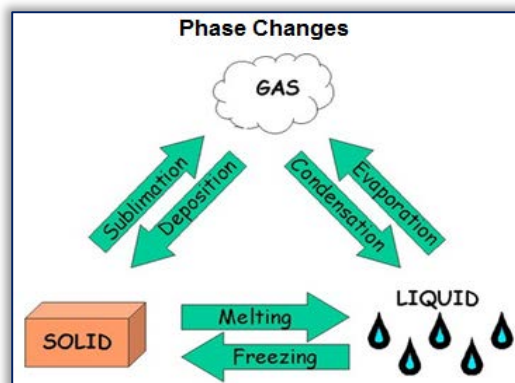 Phase Changes
GAS
Sublimation
Deposition
Condensation
Evaporation
SOLID
Melting
Freezing
LIQUID